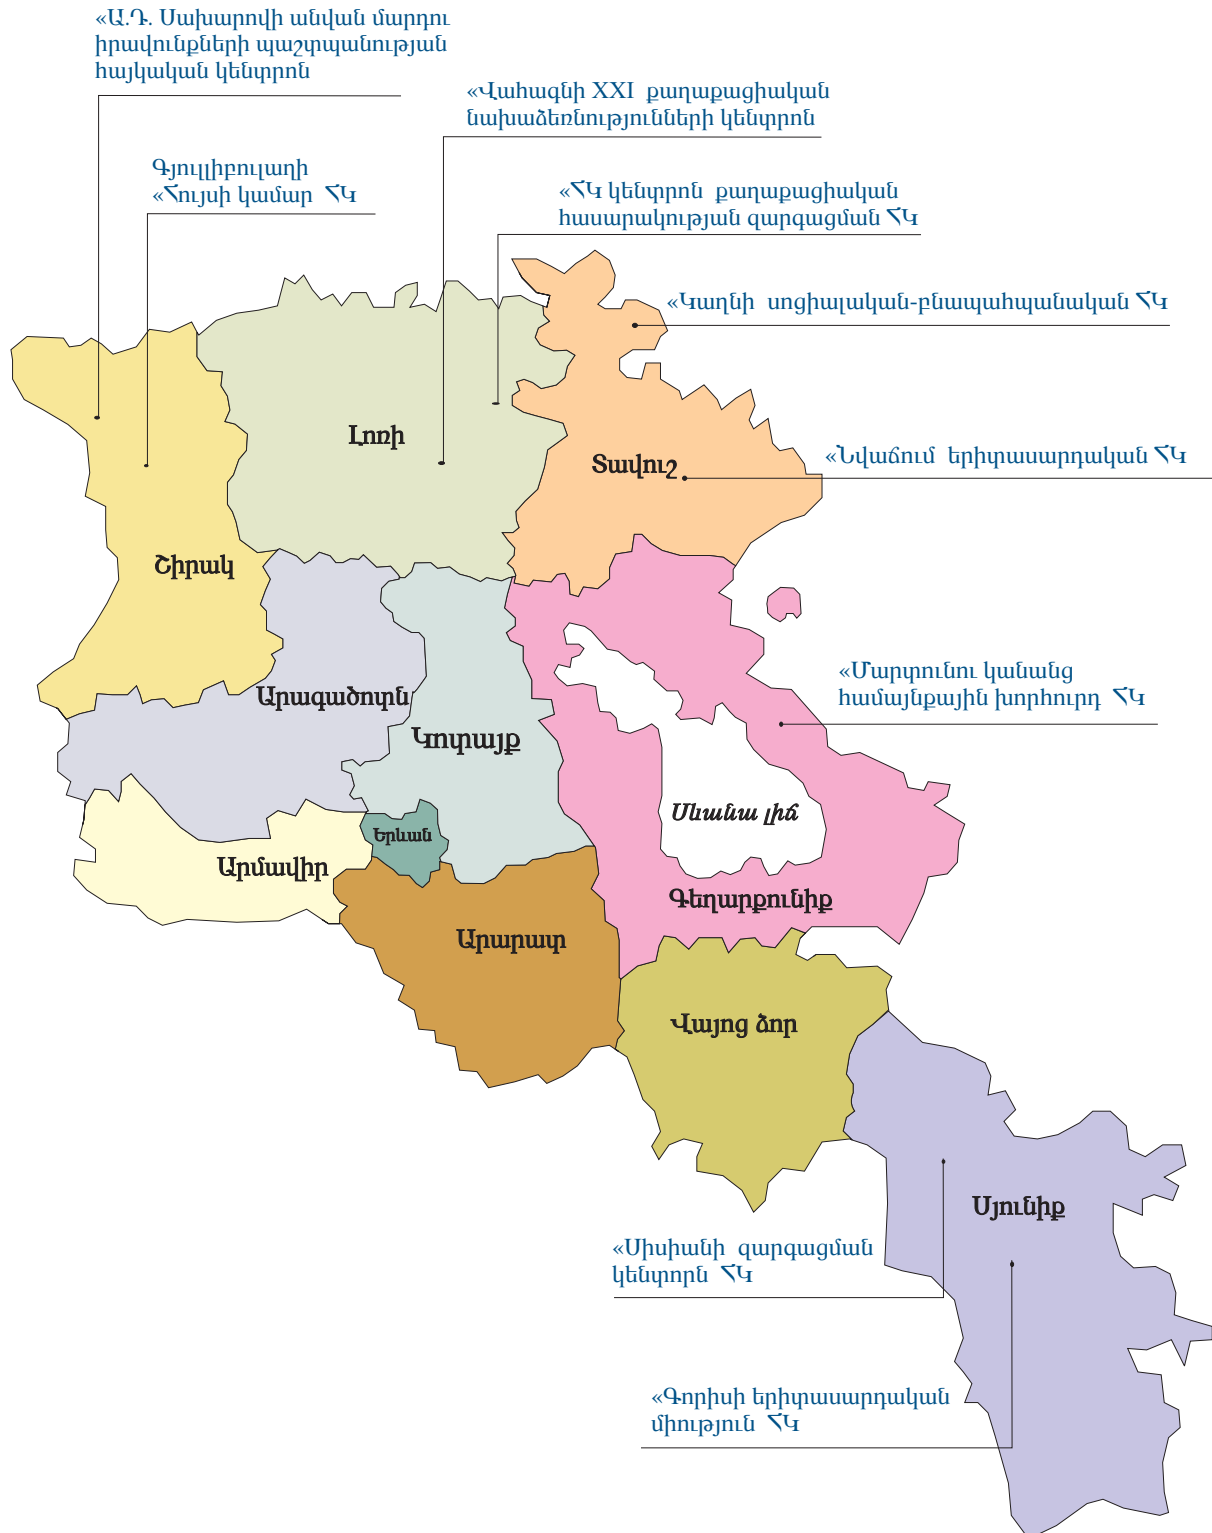 «Ա.Դ. Սախարովի անվան մարդու
իրավունքների պաշտպանության
հայկական կենտրոն
«Վահագնի XXI քաղաքացիական
նախաձեռնությունների կենտրոն
Գյուլլիբուլաղի
«Հույսի կամար ՀԿ
«ՀԿ կենտրոն քաղաքացիական
հասարակության զարգացման ՀԿ
«Կաղնի սոցիալական-բնապահպանական ՀԿ
Լոռի
Տավուշ
«Նվաճում երիտասարդական ՀԿ
Շիրակ
«Մարտունու կանանց
համայնքային խորհուրդ ՀԿ
Արագածոտն
Կոտայք
Սևանա լիճ
Երևան
Արմավիր
Գեղարքունիք
Արարատ
Վայոց ձոր
Սյունիք
«Սիսիանի զարգացման
կենտորն ՀԿ
«Գորիսի երիտասարդական
միություն ՀԿ